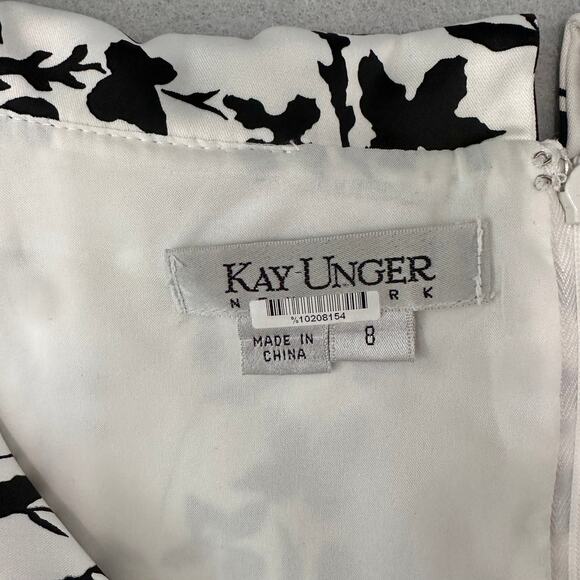 KAY UNGER
%10208154
MADE IN
CHINA
8